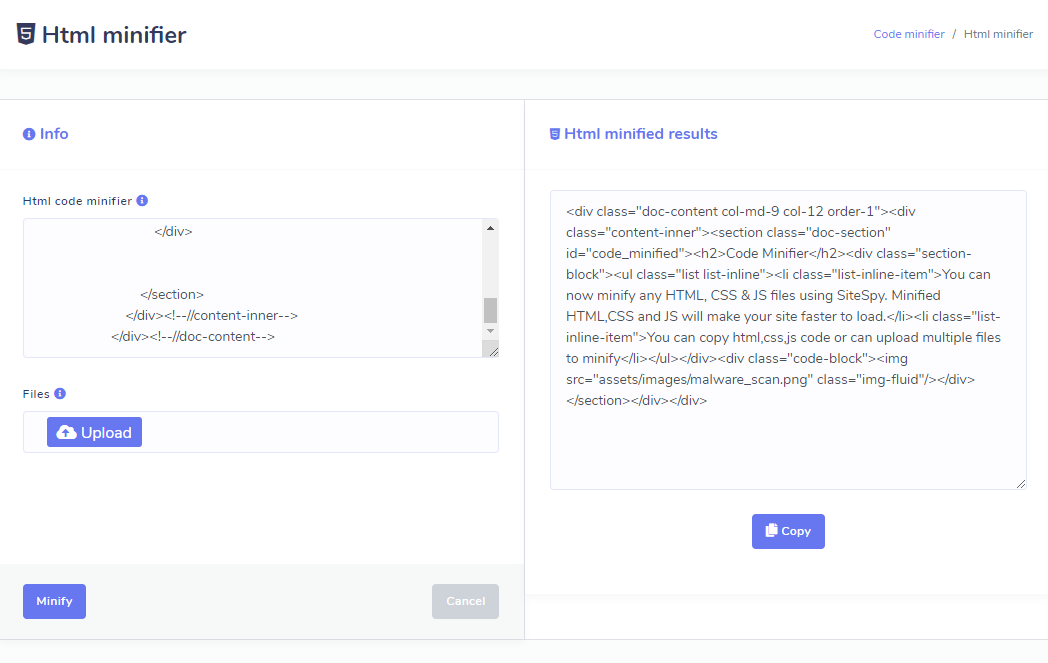 Html minifier
Code minifier / Html minifier
Info
Html code minifier
</div>
</section>
</div><!--//content-inner-->
</div><!--//doc-content-->
Files
Upload
Minify
Cancel
Html minified results
<div class="doc-content col-md-9 col-12 order-1"><div
class="content-inner"><section class="doc-section"
id="code_minified"><h2>Code Minifier</h2><div class="section-
block"><ul class="list list-inline"><li class="list-inline-item">You can
now minify any HTML, CSS & JS files using SiteSpy. Minified
HTML,CSS and JS will make your site faster to load.</li><li class="list-
inline-item">You can copy html,css,js code or can upload multiple files
to minify</li></ul></div><div class="code-block"><img
src="assets/images/malware_scan.png" class="img-fluid"/></div>
</section></div></div>
Copy